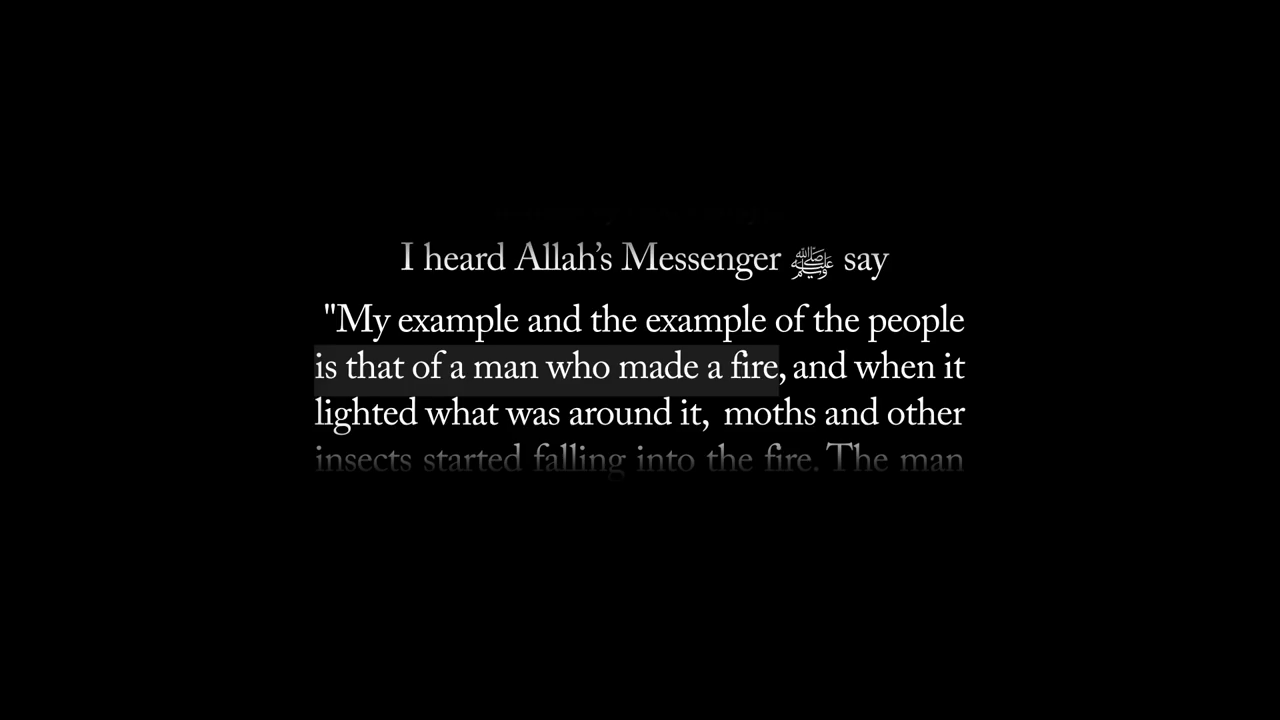 I heard Allah’s Messenger ﷺ say
"My example and the example of the people
is that of a man who made a fire, and when it
lighted what was around it, moths and other
insects started falling into the fire. The man